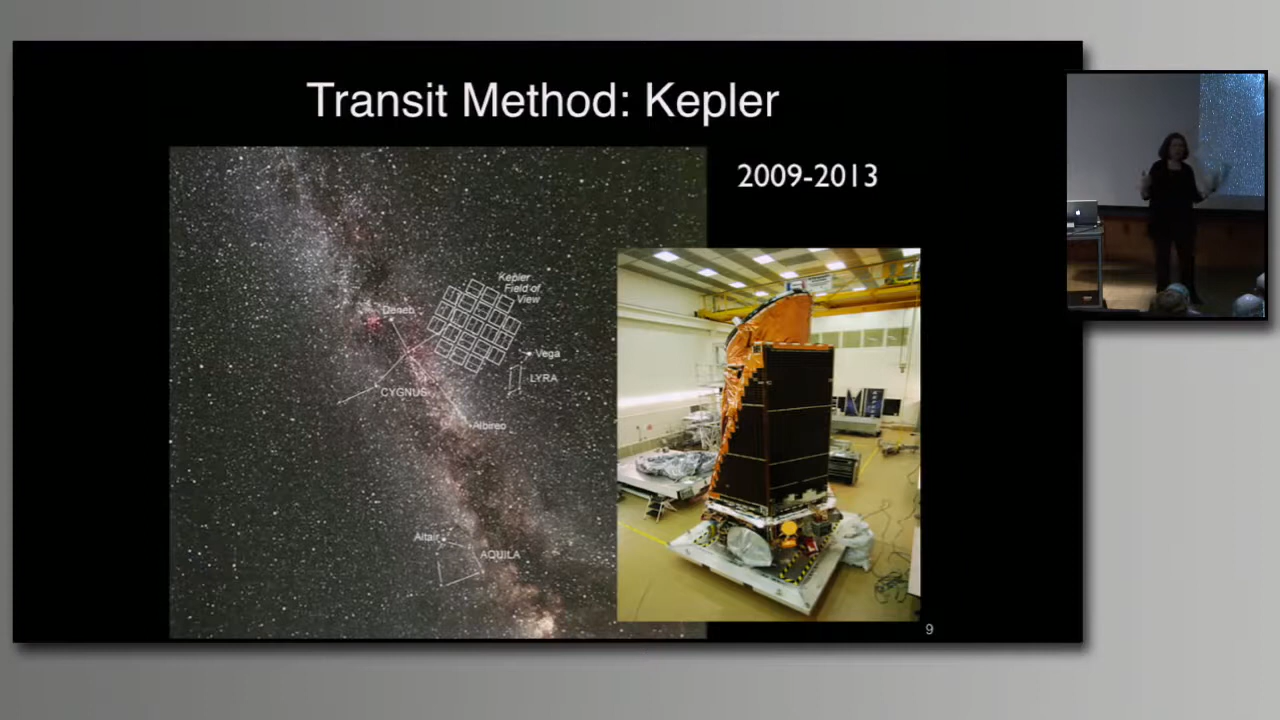 Transit Method: Kepler
2009-2013
Kepler
Field of
View
Deneb
Vega
LYRA
CYGNUS
Albireo
Altair
AQUILA
9